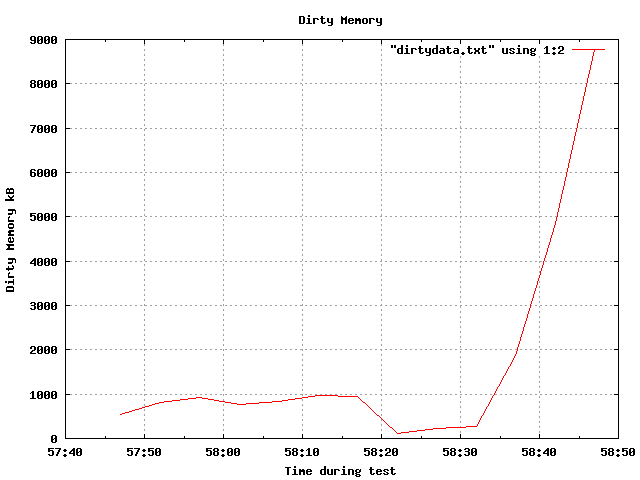 Dirty Memory
"dirtydata.txt" using 1:2
9000
8000
7000
6000
5000
4000
3000
2000
1000
0
Dirty Memory kB
57:40 57:50 58:00 58:10 58:20 58:30 58:40 58:50
Time during test